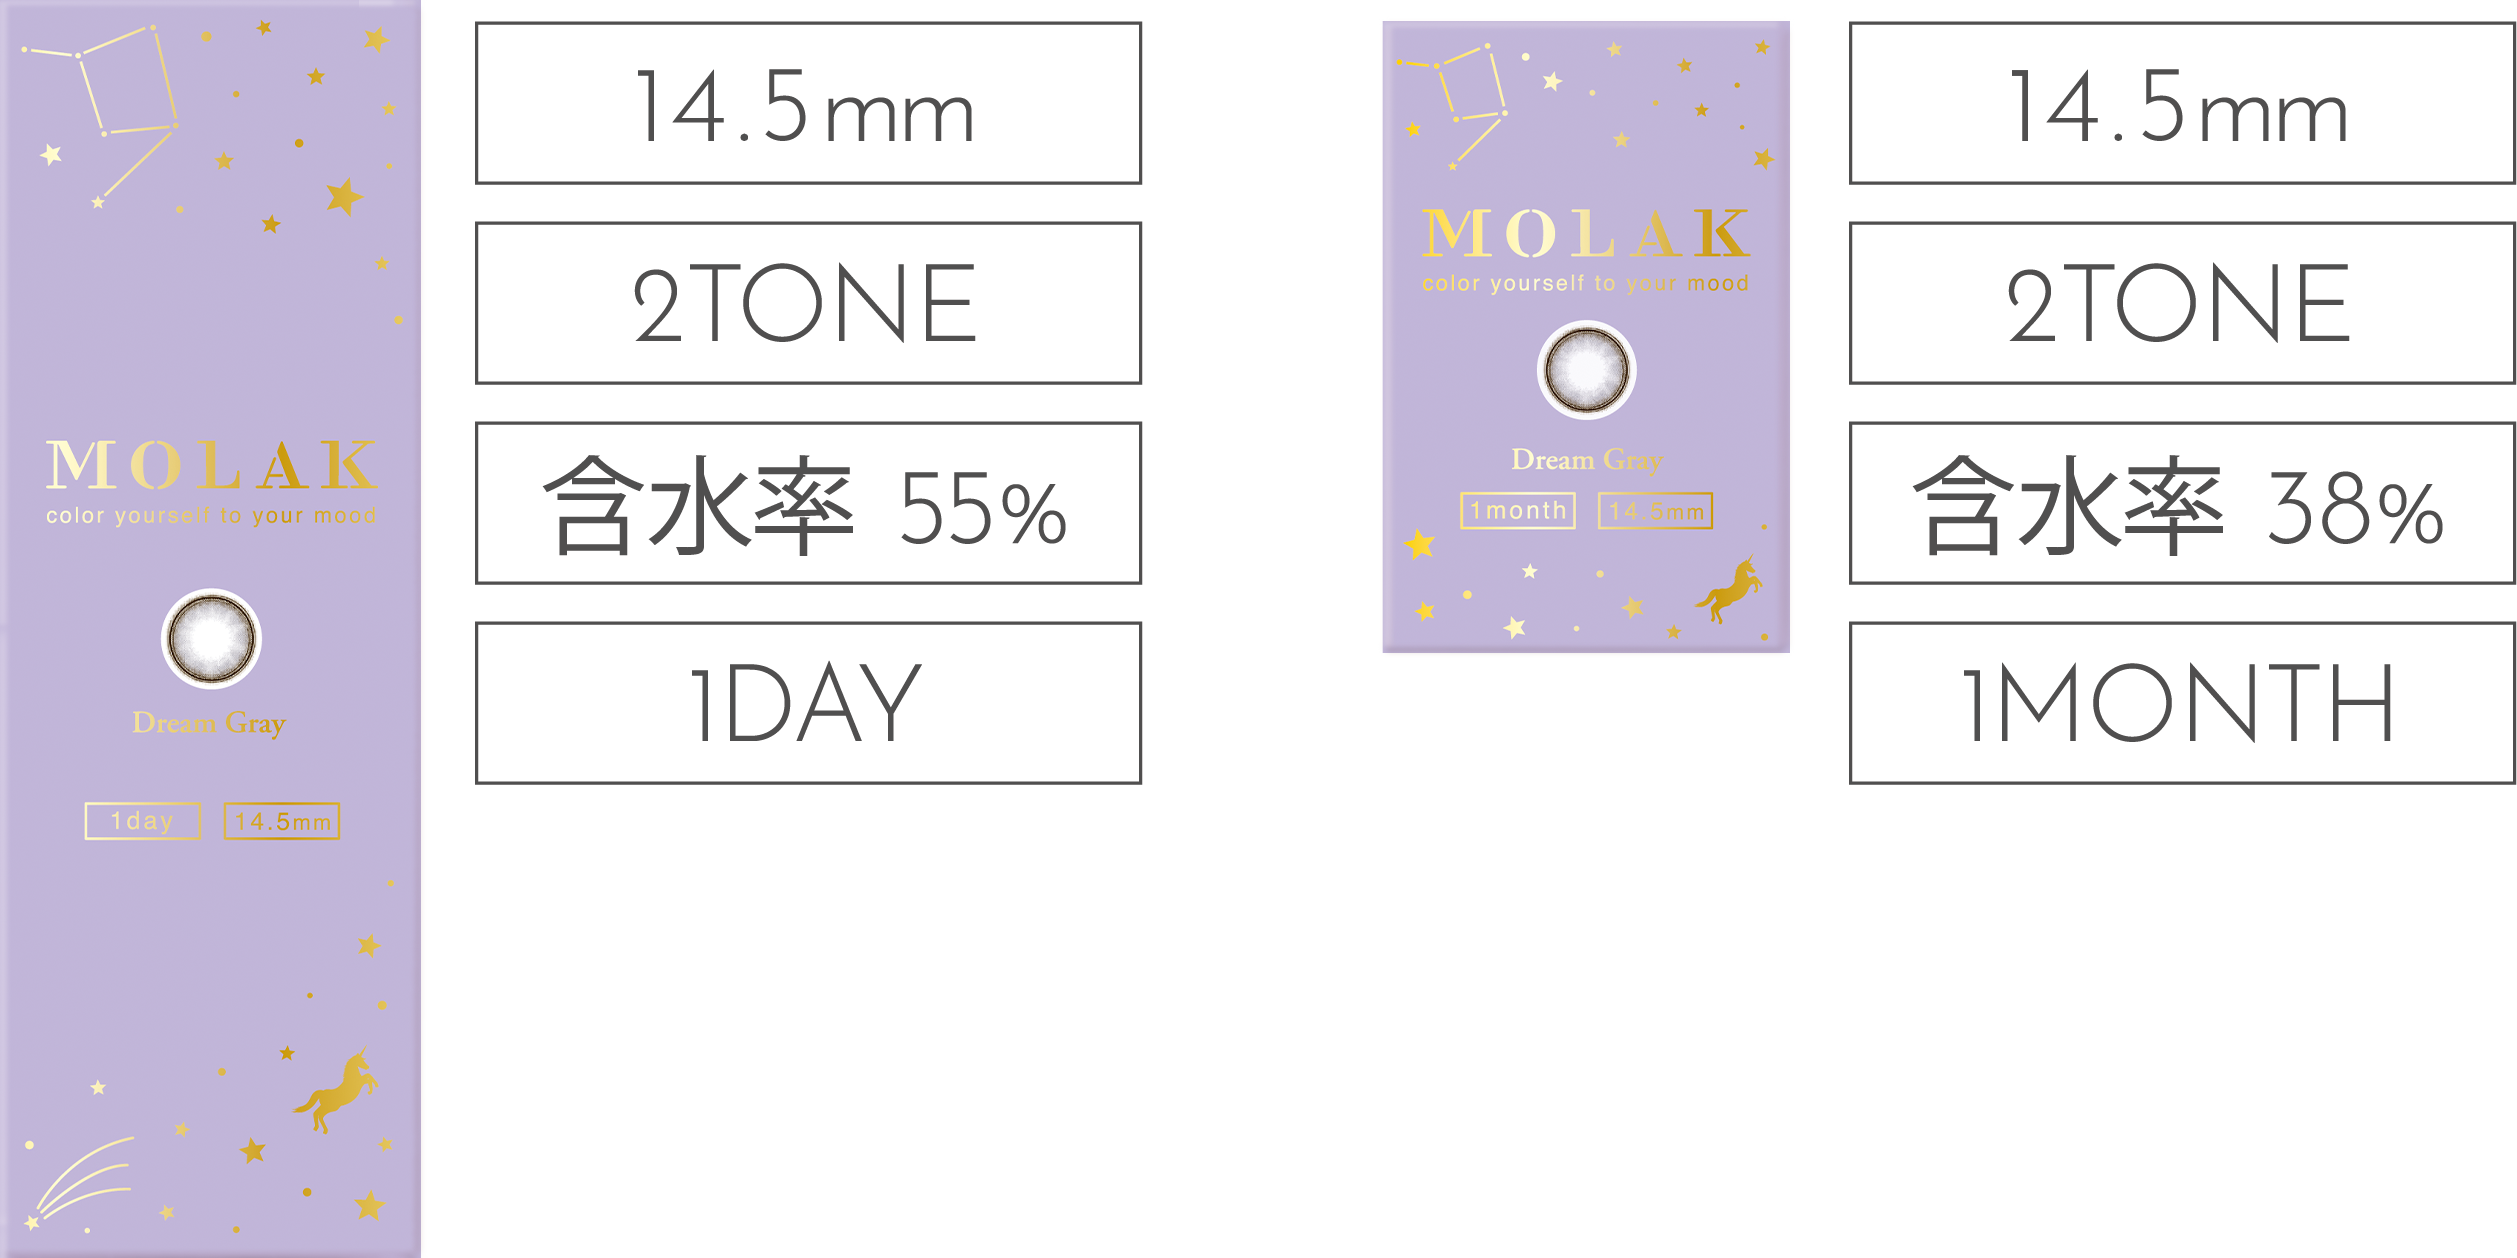 MOLAK
color yourself to your mood
Dream Gray
1day
14.5mm
14.5mm
2TONE
含水率 55%
1DAY
MOLAK
color yourself to your mood
Dream Gray
1month
14.5mm
14.5mm
2TONE
含水率 38%
1MONTH